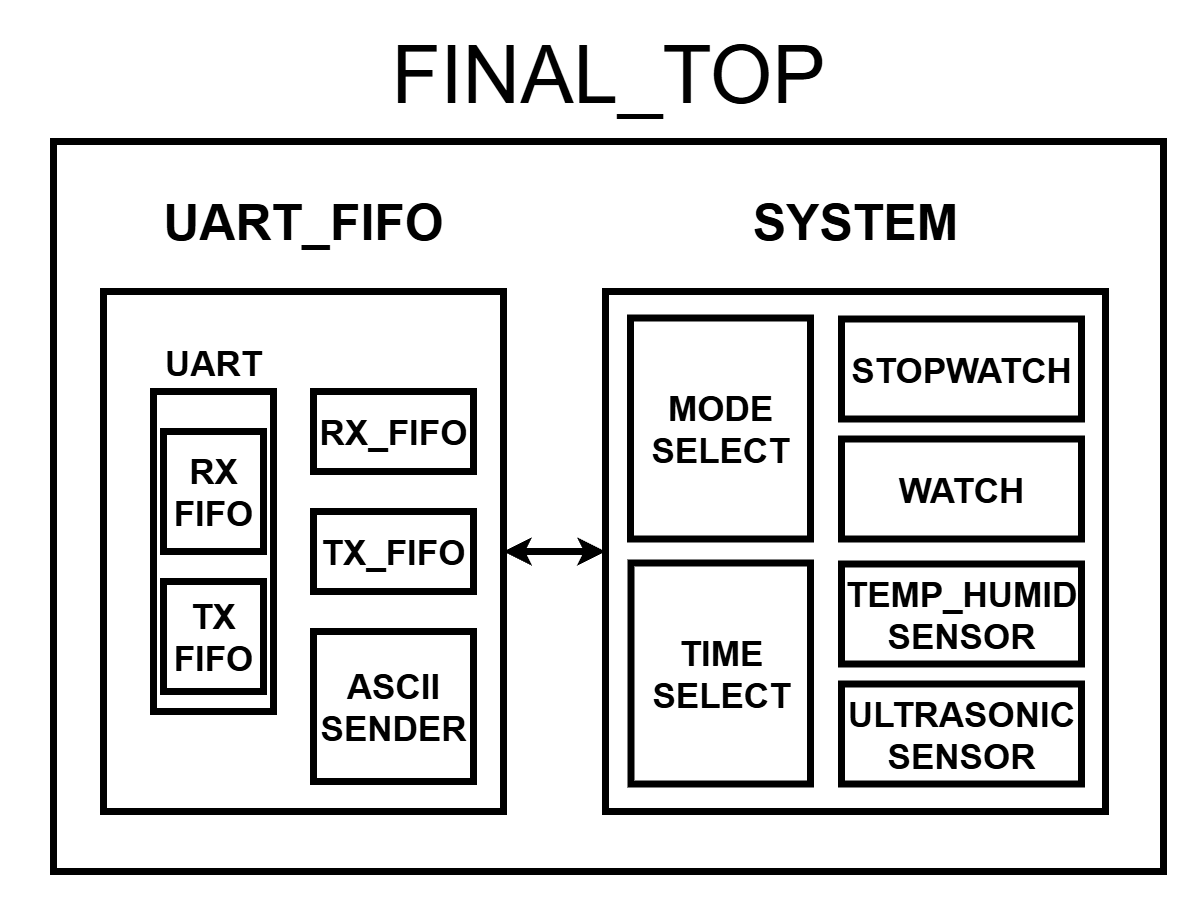 FINAL_TOP
UART_FIFO
UART
RX
FIFO
TX
FIFO
RX_FIFO
TX_FIFO
ASCII
SENDER
SYSTEM
MODE
SELECT
TIME
SELECT
STOPWATCH
WATCH
TEMP_HUMID
SENSOR
ULTRASONIC
SENSOR